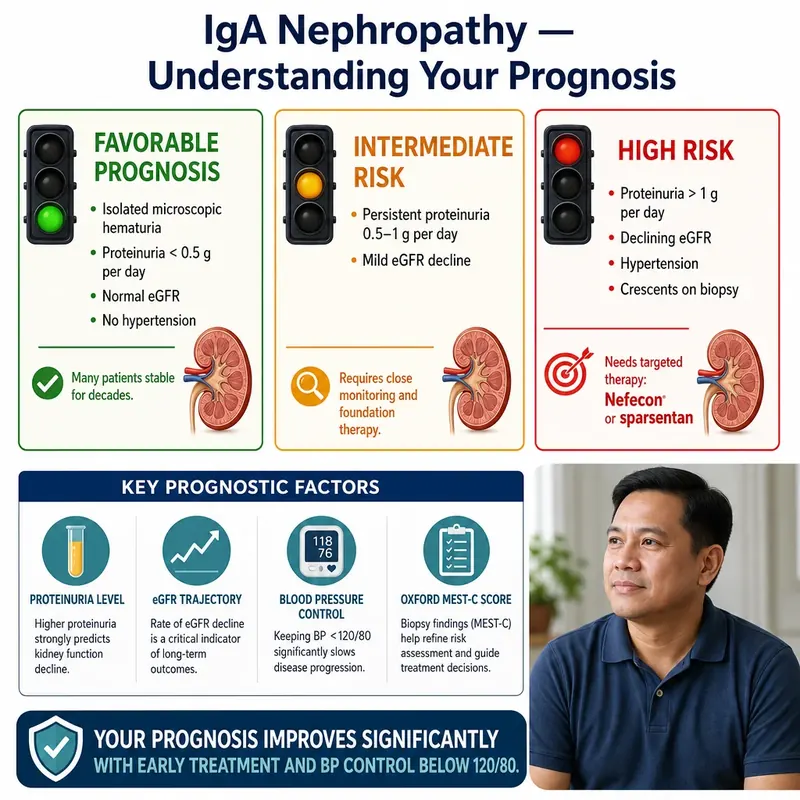 IgA Nephropathy —
Understanding Your Prognosis
FAVORABLE
PROGNOSIS
• Isolated microscopic
hematuria
• Proteinuria < 0.5 g
per day
• Normal eGFR
• No hypertension
Many patients stable
for decades.
INTERMEDIATE
RISK
• Persistent proteinuria
0.5–1 g per day
• Mild eGFR decline
Requires close
monitoring and
foundation
therapy.
HIGH RISK
• Proteinuria > 1 g
per day
• Declining eGFR
• Hypertension
• Crescents on biopsy
Needs targeted
therapy:
Nefecon®
or sparsentan
KEY PROGNOSTIC FACTORS
PROTEINURIA LEVEL
Higher proteinuria
strongly predicts
kidney function
decline.
eGFR TRAJECTORY
Rate of eGFR decline
is a critical indicator
of long-term
outcomes.
118
76
BLOOD PRESSURE
CONTROL
Keeping BP <120/80
significantly slows
disease progression.
OXFORD MEST-C SCORE
Biopsy findings (MEST-C)
help refine risk
assessment and guide
treatment decisions.
YOUR PROGNOSIS IMPROVES SIGNIFICANTLY
WITH EARLY TREATMENT AND BP CONTROL BELOW 120/80.